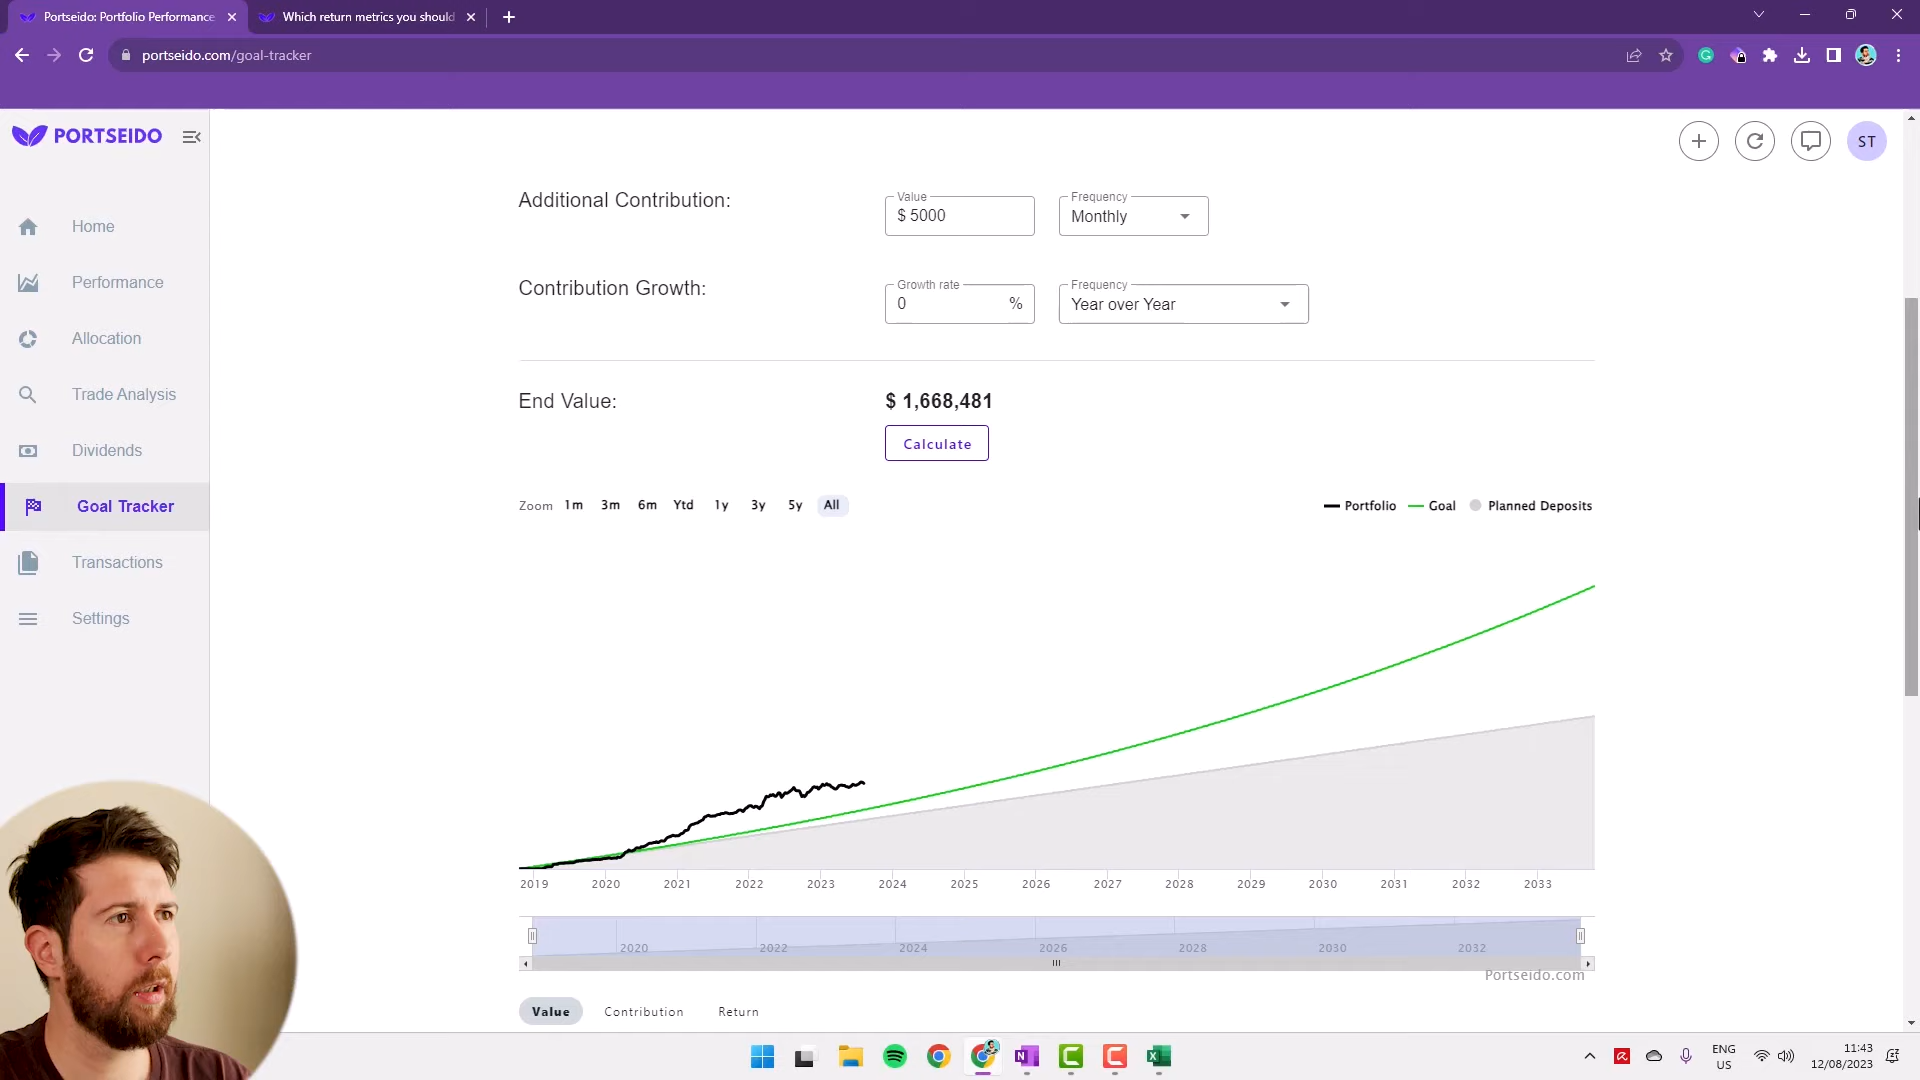 Portseido: Portfolio Performance
Which return metrics you should
portseido.com/goal-tracker
PORTSEIDO
ST
Home
Performance
Allocation
Trade Analysis
Dividends
Goal Tracker
Transactions
Settings
Additional Contribution:
Value
$ 5000
Frequency
Monthly
Contribution Growth:
Growth rate
0 %
Frequency
Year over Year
End Value:
$ 1,668,481
Calculate
Zoom 1m 3m 6m Ytd 1y 3y 5y All
Portfolio Goal Planned Deposits
2019 2020 2021 2022 2023 2024 2025 2026 2027 2028 2029 2030 2031 2032 2033
2020 2022 2024 2026 2028 2030 2032
Portseido.com
Value Contribution Return
ENG
US
11:43
12/08/2023